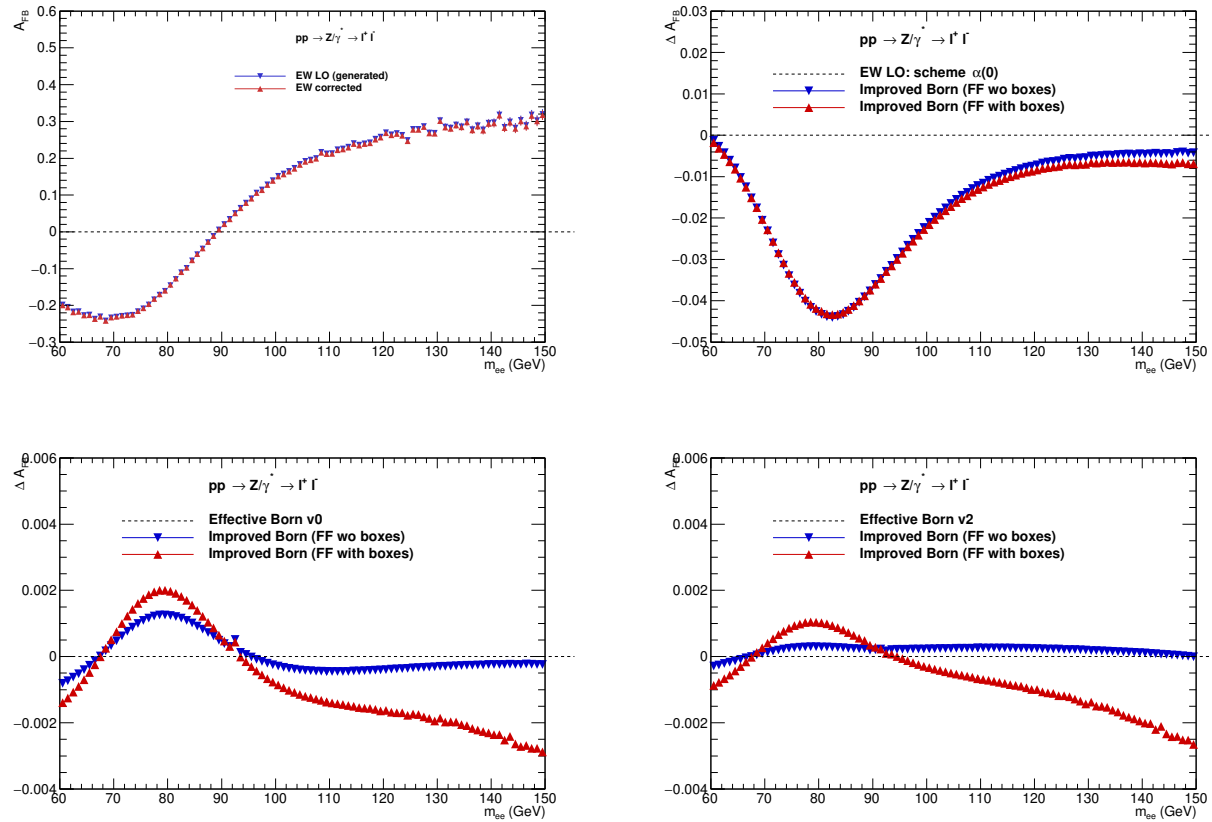 A_FB
0.6
0.5
0.4
0.3
0.2
0.1
0
−0.1
−0.2
−0.3
pp → Z/γ* → l⁺ l⁻
EW LO (generated)
EW corrected
60 70 80 90 100 110 120 130 140 150
m_ee (GeV)
Δ A_FB
0.03
0.02
0.01
0
−0.01
−0.02
−0.03
−0.04
−0.05
pp → Z/γ* → l⁺ l⁻
EW LO: scheme α(0)
Improved Born (FF wo boxes)
Improved Born (FF with boxes)
60 70 80 90 100 110 120 130 140 150
m_ee (GeV)
Δ A_FB
0.006
0.004
0.002
0
−0.002
−0.004
pp → Z/γ* → l⁺ l⁻
Effective Born v0
Improved Born (FF wo boxes)
Improved Born (FF with boxes)
60 70 80 90 100 110 120 130 140 150
m_ee (GeV)
Δ A_FB
0.006
0.004
0.002
0
−0.002
−0.004
pp → Z/γ* → l⁺ l⁻
Effective Born v2
Improved Born (FF wo boxes)
Improved Born (FF with boxes)
60 70 80 90 100 110 120 130 140 150
m_ee (GeV)